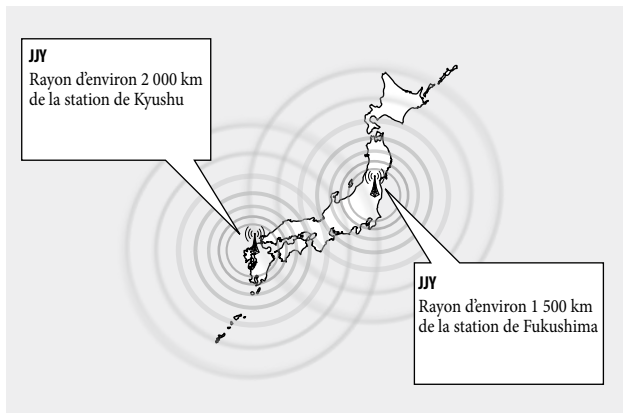 JJY
Rayon d'environ 2 000 km
de la station de Kyushu
JJY
Rayon d'environ 1 500 km
de la station de Fukushima